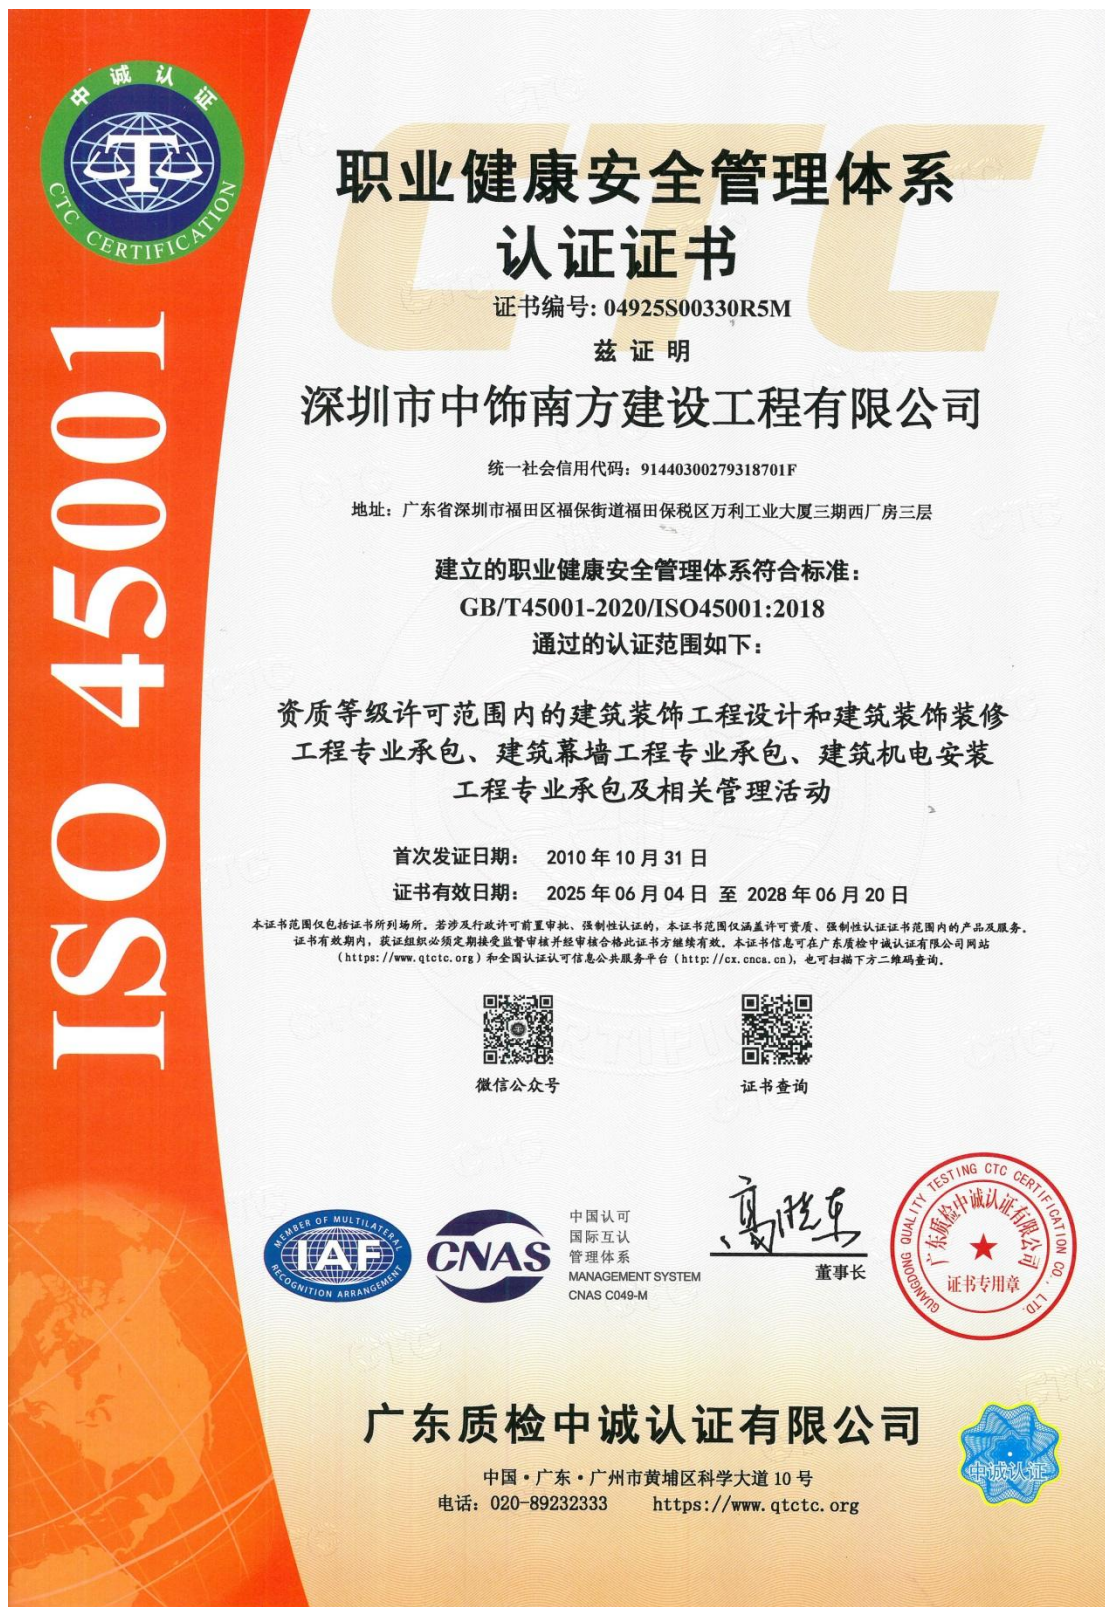 中诚认证
CTC CERTIFICATION
ISO 45001
CTC
职业健康安全管理体系
认证证书
证书编号: 04925S00330R5M
兹证明
深圳市中饰南方建设工程有限公司
统一社会信用代码: 91440300279318701F
地址: 广东省深圳市福田区福保街道福田保税区万利工业大厦三期西厂房三层
建立的职业健康安全管理体系符合标准:
GB/T45001-2020/ISO45001:2018
通过的认证范围如下:
资质等级许可范围内的建筑装饰工程设计和建筑装饰装修
工程专业承包、建筑幕墙工程专业承包、建筑机电安装
工程专业承包及相关管理活动
首次发证日期: 2010 年 10 月 31 日
证书有效日期: 2025 年 06 月 04 日 至 2028 年 06 月 20 日
本证书范围仅包括证书所列场所。若涉及行政许可前置审批、强制性认证的, 本证书范围仅涵盖许可资质、强制性认证证书范围内的产品及服务。
证书有效期内, 获证组织必须定期接受监督审核并经审核合格此证书方继续有效。本证书信息可在广东质检中诚认证有限公司网站
(https://www.qtctc.org) 和全国认证认可信息公共服务平台 (http://cx.cnca.cn), 也可扫描下方二维码查询。
微信公众号
证书查询
MEMBER OF MULTILATERAL
IAF
RECOGNITION ARRANGEMENT
CNAS
中国认可
国际互认
管理体系
MANAGEMENT SYSTEM
CNAS C049-M
高晓东
董事长
GUANGDONG QUALITY TESTING CTC CERTIFICATION CO., LTD.
广东质检中诚认证有限公司
证书专用章
广东质检中诚认证有限公司
中国·广东·广州市黄埔区科学大道 10 号
电话: 020-89232333 https://www.qtctc.org
中诚认证